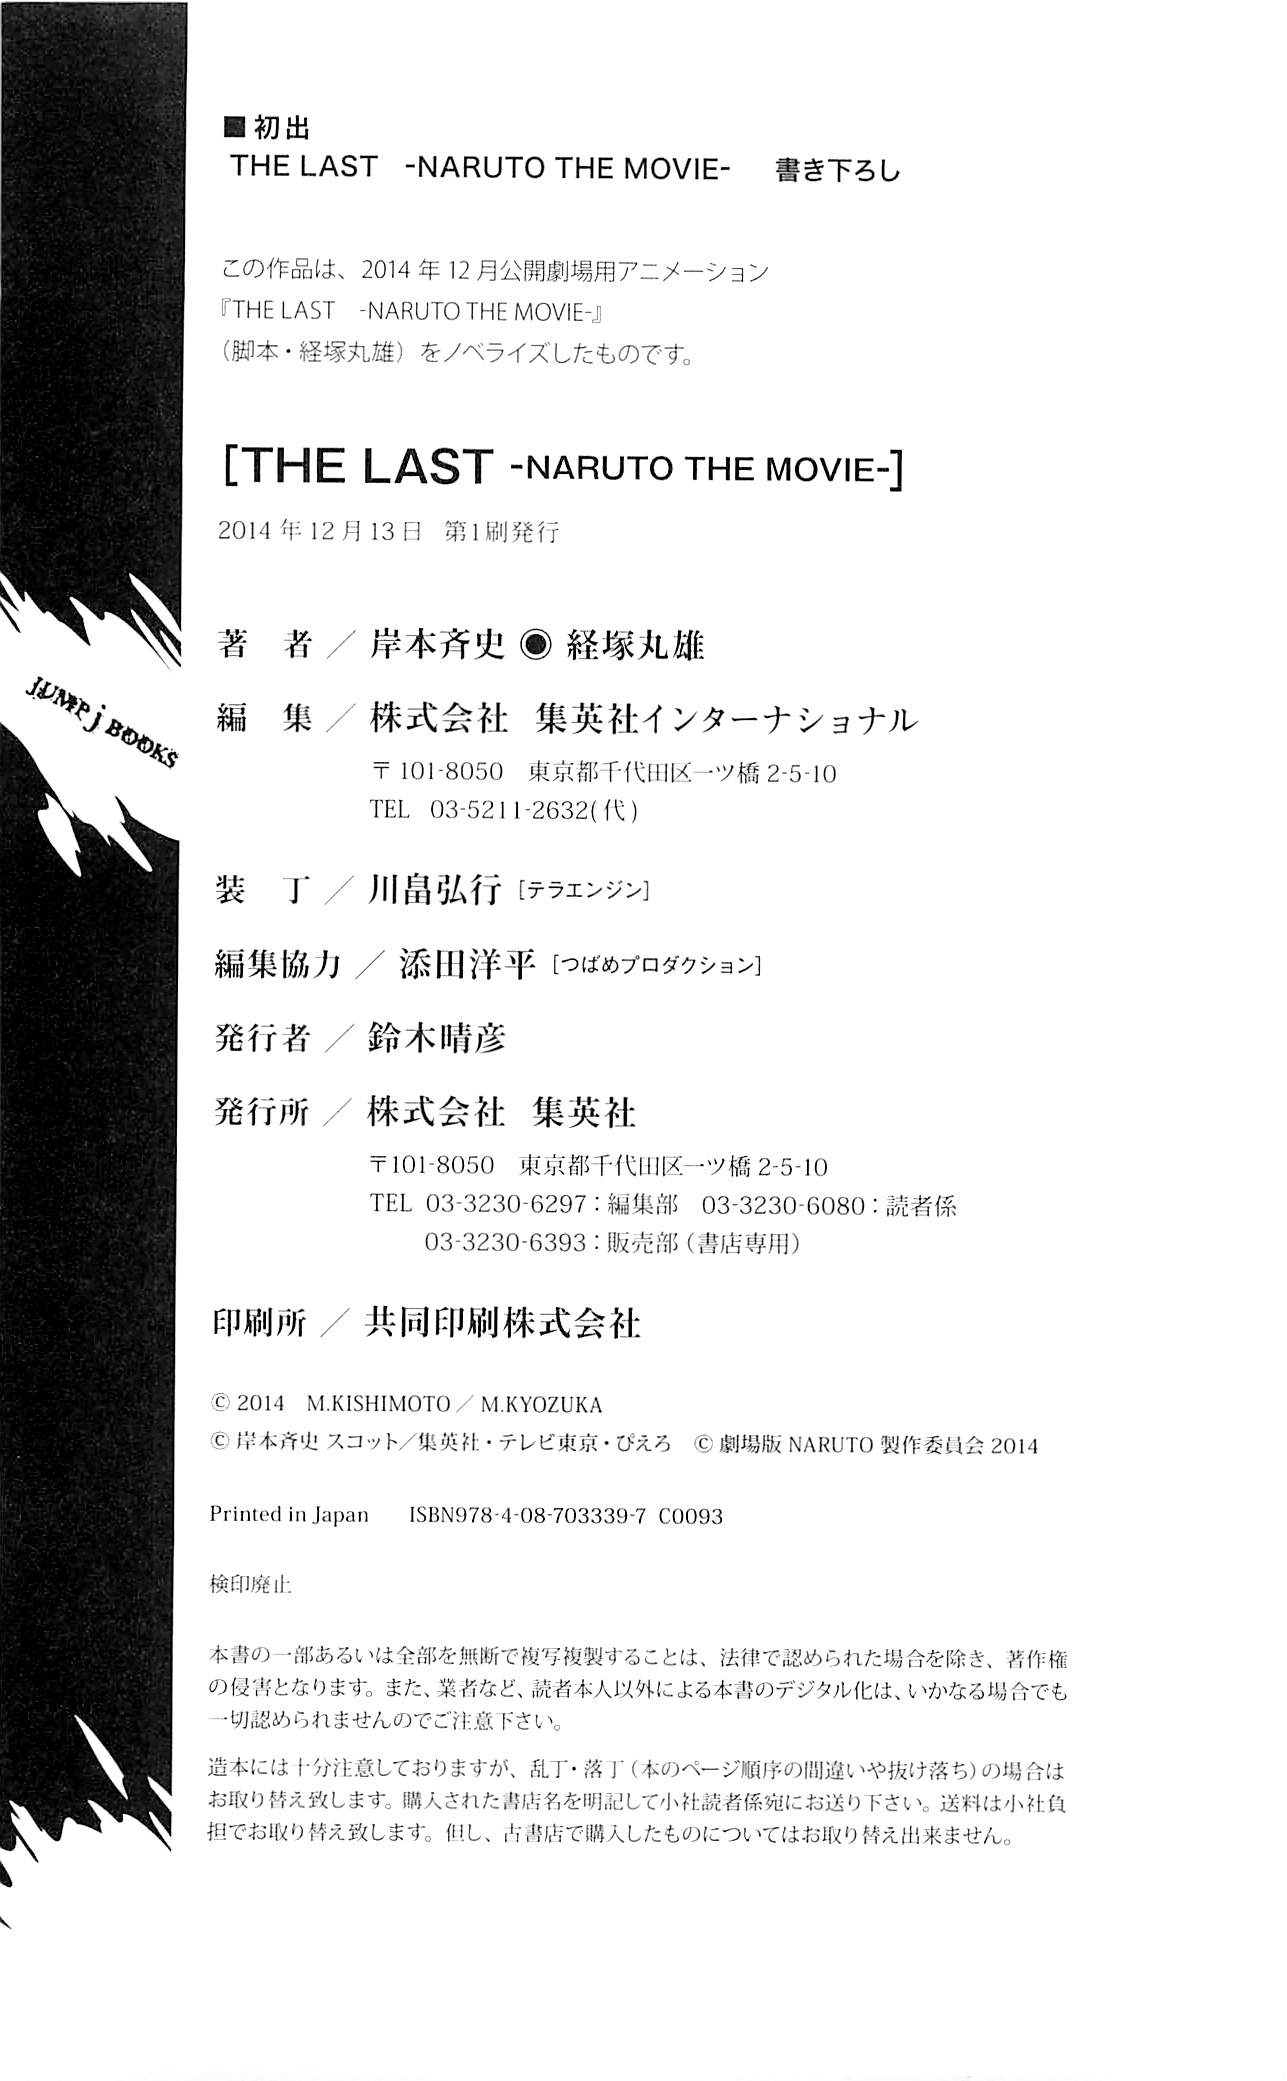 ■初出
THE LAST -NARUTO THE MOVIE- 書き下ろし
この作品は、2014年12月公開劇場用アニメーション
『THE LAST -NARUTO THE MOVIE-』
（脚本・経塚丸雄）をノベライズしたものです。
[THE LAST -NARUTO THE MOVIE-]
2014年12月13日 第1刷発行
著 者 ／ 岸本斉史 ◉ 経塚丸雄
編 集 ／ 株式会社 集英社インターナショナル
〒101-8050 東京都千代田区一ツ橋2-5-10
TEL 03-5211-2632(代)
JUMP j BOOKS
装 丁 ／ 川畠弘行 [テラエンジン]
編集協力 ／ 添田洋平 [つばめプロダクション]
発行者 ／ 鈴木晴彦
発行所 ／ 株式会社 集英社
〒101-8050 東京都千代田区一ツ橋2-5-10
TEL 03-3230-6297：編集部 03-3230-6080：読者係
03-3230-6393：販売部（書店専用）
印刷所 ／ 共同印刷株式会社
© 2014 M.KISHIMOTO／M.KYOZUKA
© 岸本斉史 スコット／集英社・テレビ東京・ぴえろ © 劇場版 NARUTO 製作委員会 2014
Printed in Japan ISBN978-4-08-703339-7 C0093
検印廃止
本書の一部あるいは全部を無断で複写複製することは、法律で認められた場合を除き、著作権
の侵害となります。また、業者など、読者本人以外による本書のデジタル化は、いかなる場合でも
一切認められませんのでご注意下さい。
造本には十分注意しておりますが、乱丁・落丁（本のページ順序の間違いや抜け落ち）の場合は
お取り替え致します。購入された書店名を明記して小社読者係宛にお送り下さい。送料は小社負
担でお取り替え致します。但し、古書店で購入したものについてはお取り替え出来ません。